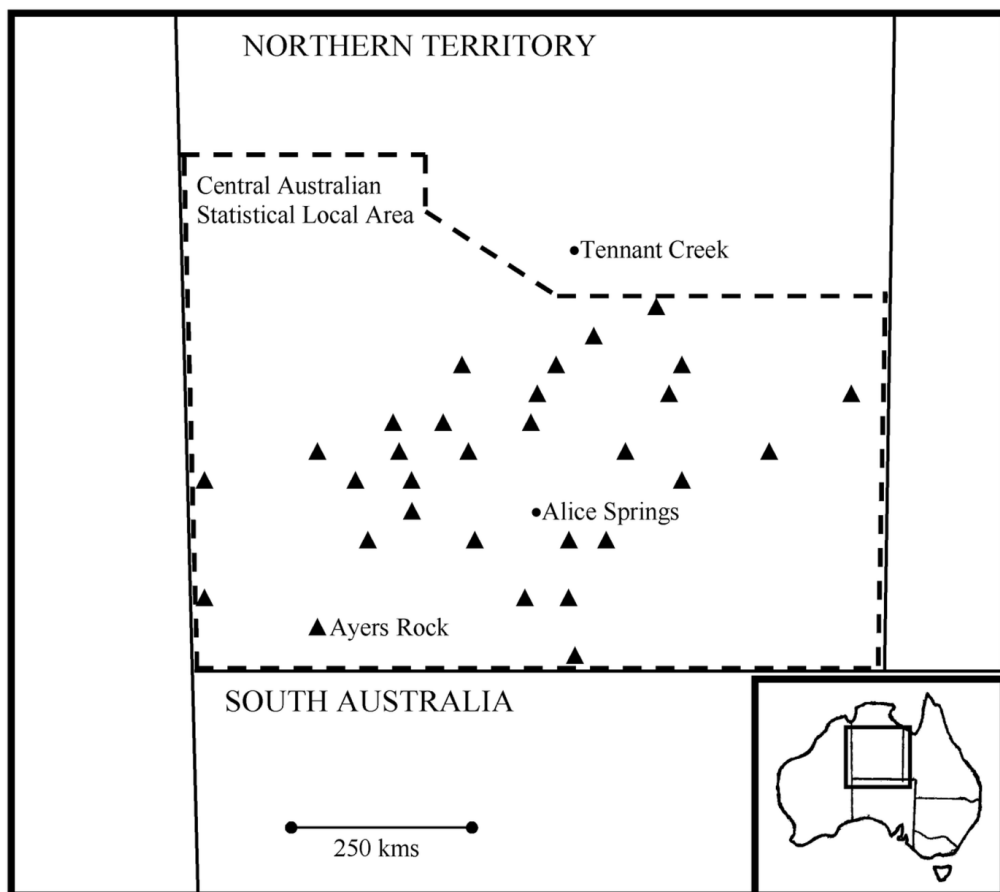 NORTHERN TERRITORY
Central Australian
Statistical Local Area
Tennant Creek
Alice Springs
Ayers Rock
SOUTH AUSTRALIA
250 kms